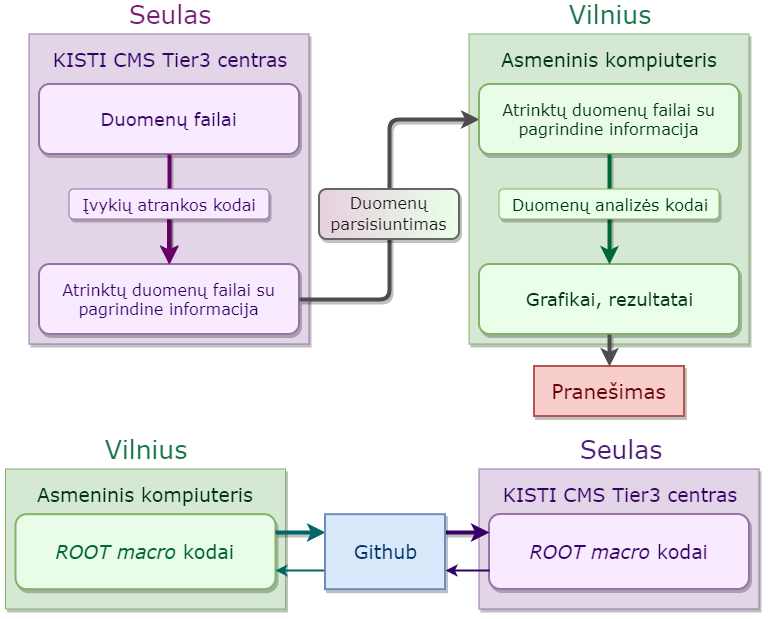 Seulas
KISTI CMS Tier3 centras
Duomenų failai
Įvykių atrankos kodai
Atrinktų duomenų failai su
pagrindine informacija
Duomenų
parsisiuntimas
Vilnius
Asmeninis kompiuteris
Atrinktų duomenų failai su
pagrindine informacija
Duomenų analizės kodai
Grafikai, rezultatai
Pranešimas
Vilnius
Asmeninis kompiuteris
ROOT macro kodai
Github
Seulas
KISTI CMS Tier3 centras
ROOT macro kodai